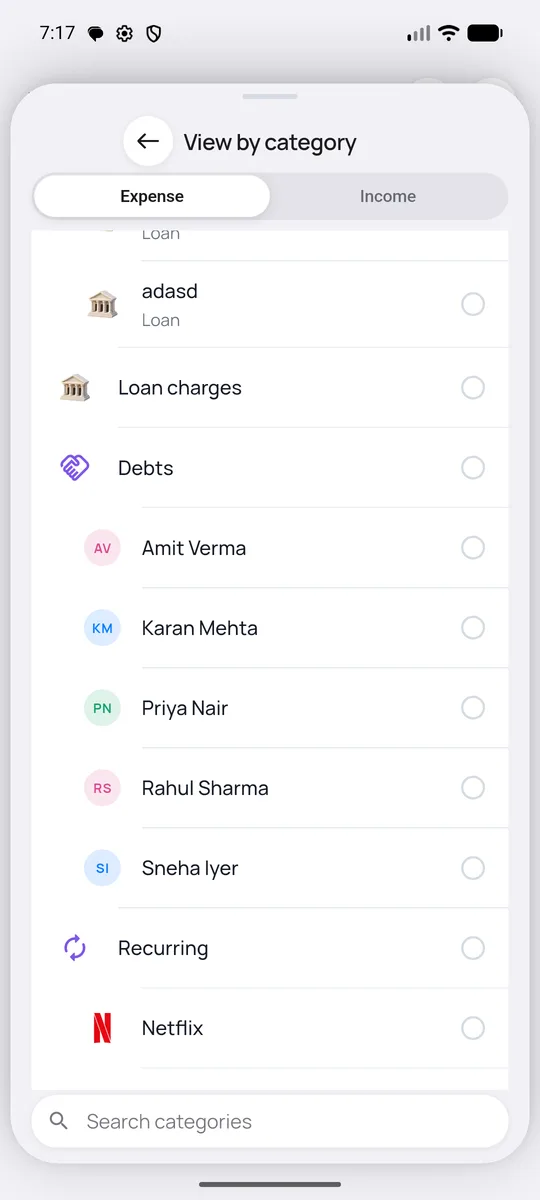 7:17
View by category
Expense
Income
Loan
adasd
Loan
Loan charges
Debts
AV
Amit Verma
KM
Karan Mehta
PN
Priya Nair
RS
Rahul Sharma
SI
Sneha Iyer
Recurring
N
Netflix
Search categories